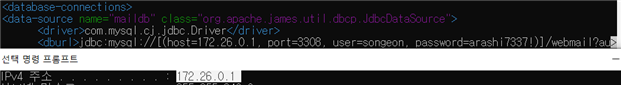 <database-connections>
<data-source name="maildb" class="org.apache.james.util.dbcp.JdbcDataSource">
<driver>com.mysql.cj.jdbc.Driver</driver>
<dburl>jdbc:mysql://[(host=172.26.0.1, port=3308, user=songeon, password=arashi7337!)]/webmail?au>
선택 명령 프롬프트
IPv4 주소 . . . . . . . . . : 172.26.0.1